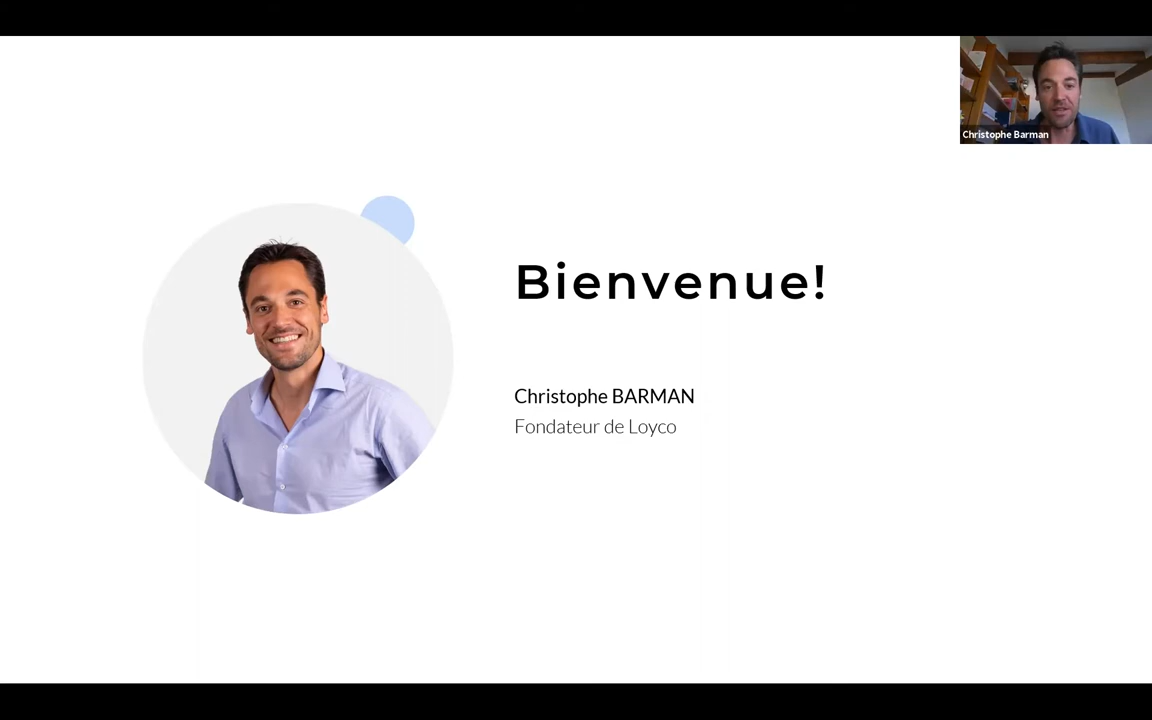 Christophe Barman
Bienvenue!
Christophe BARMAN
Fondateur de Loyco